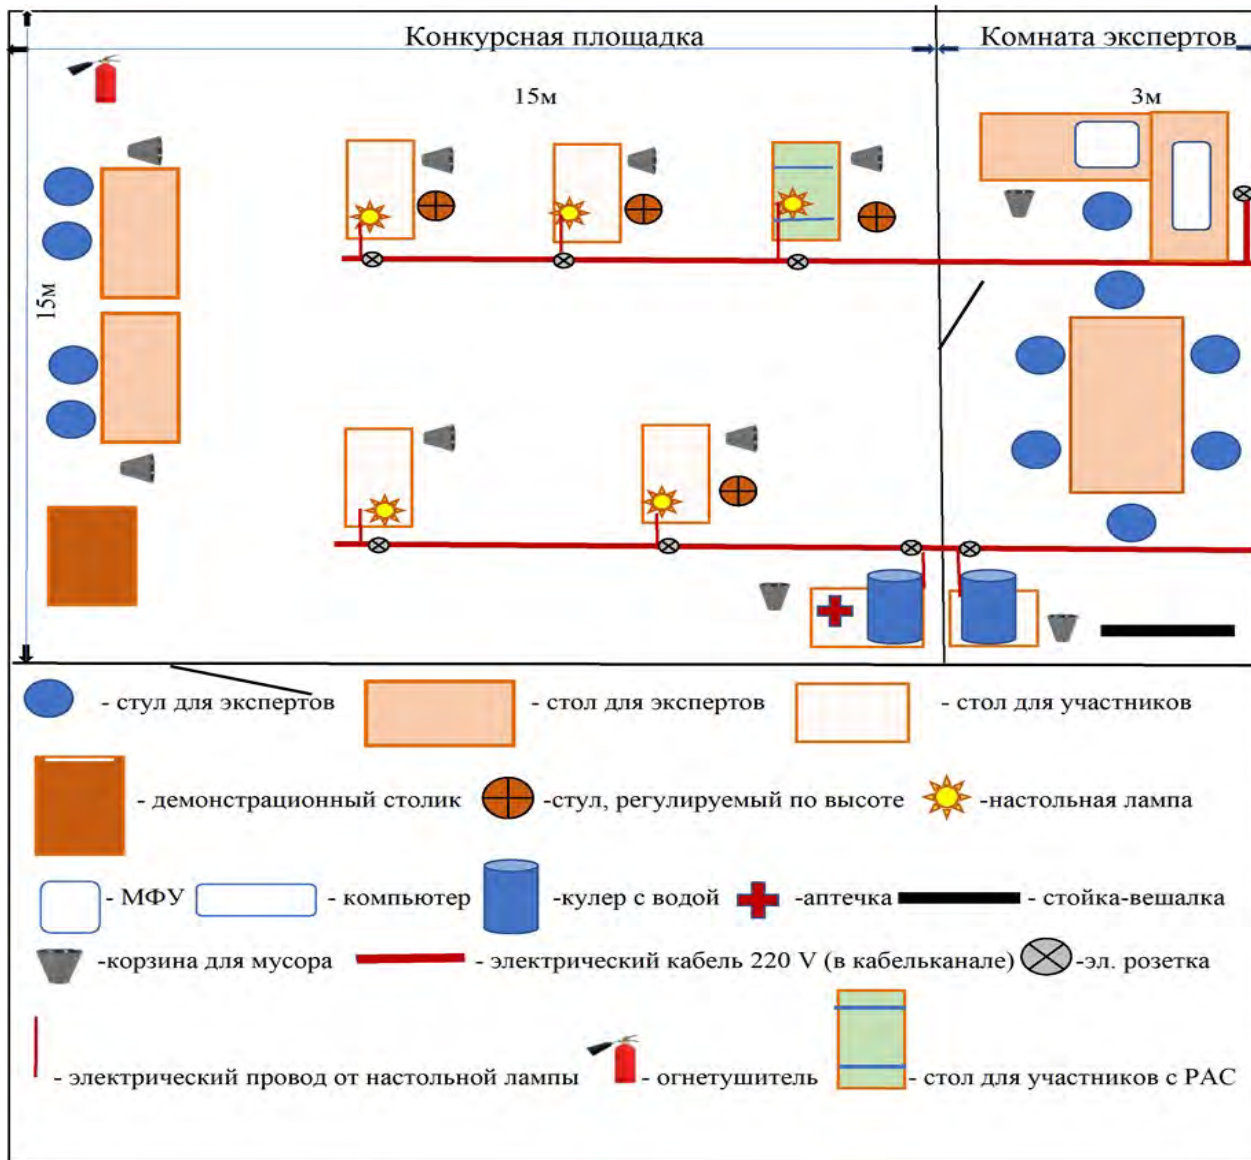 Конкурсная площадка
Комната экспертов
15м
3м
15м
- стул для экспертов
- стол для экспертов
- стол для участников
- демонстрационный столик
-стул, регулируемый по высоте
-настольная лампа
- МФУ
- компьютер
-кулер с водой
-аптечка
- стойка-вешалка
-корзина для мусора
- электрический кабель 220 V (в кабельканале)
-эл. розетка
- электрический провод от настольной лампы
- огнетушитель
- стол для участников с РАС